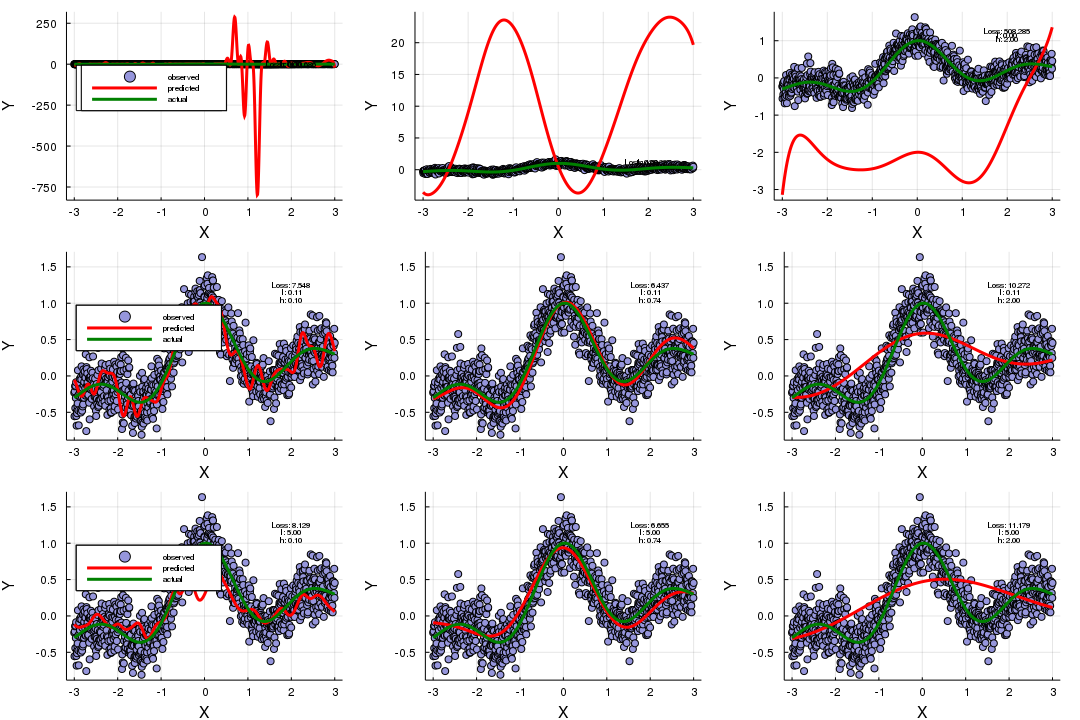 250
0
-250
-500
-750
Y
-3 -2 -1 0 1 2 3
X
observed
predicted
actual
20
15
10
5
0
Y
-3 -2 -1 0 1 2 3
X
1
0
-1
-2
-3
Y
-3 -2 -1 0 1 2 3
X
h: 2.00
1.5
1.0
0.5
0.0
-0.5
Y
-3 -2 -1 0 1 2 3
X
observed
predicted
actual
Loss: 7.548
l : 0.11
h: 0.10
1.5
1.0
0.5
0.0
-0.5
Y
-3 -2 -1 0 1 2 3
X
Loss: 6.437
l : 0.11
h: 0.74
1.5
1.0
0.5
0.0
-0.5
Y
-3 -2 -1 0 1 2 3
X
Loss: 10.272
l : 0.11
h: 2.00
1.5
1.0
0.5
0.0
-0.5
Y
-3 -2 -1 0 1 2 3
X
observed
predicted
actual
Loss: 8.129
l : 5.00
h: 0.10
1.5
1.0
0.5
0.0
-0.5
Y
-3 -2 -1 0 1 2 3
X
Loss: 6.655
l : 5.00
h: 0.74
1.5
1.0
0.5
0.0
-0.5
Y
-3 -2 -1 0 1 2 3
X
Loss: 11.179
l : 5.00
h: 2.00